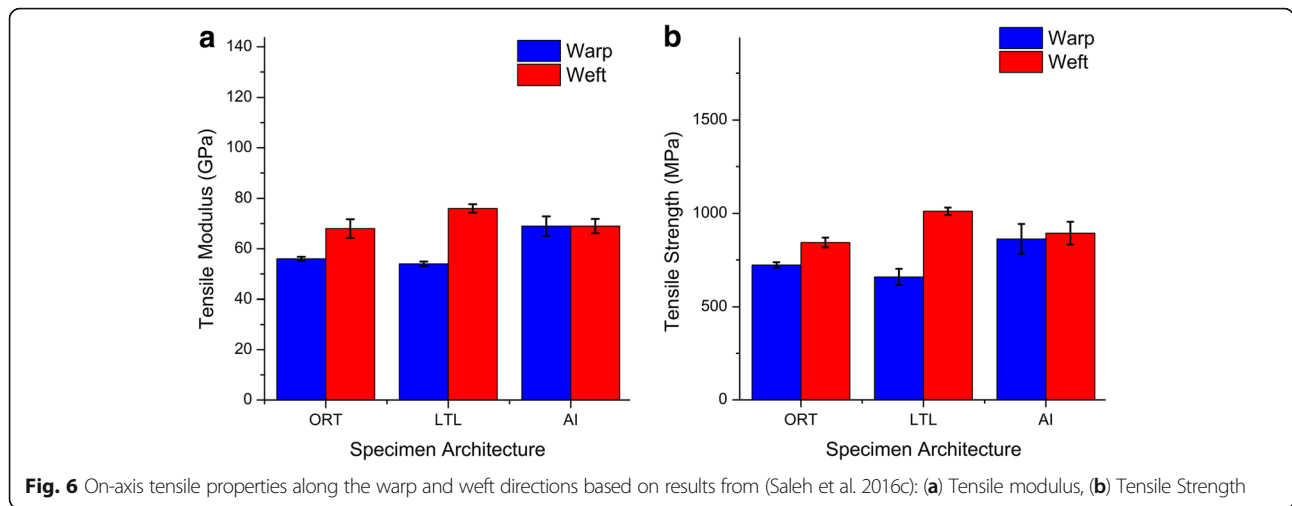 a
Warp
Weft
140
120
100
80
60
40
20
0
Tensile Modulus (GPa)
ORT
LTL
AI
Specimen Architecture
b
Warp
Weft
1500
1000
500
0
Tensile Strength (MPa)
ORT
LTL
AI
Specimen Architecture
Fig. 6 On-axis tensile properties along the warp and weft directions based on results from (Saleh et al. 2016c): (a) Tensile modulus, (b) Tensile Strength